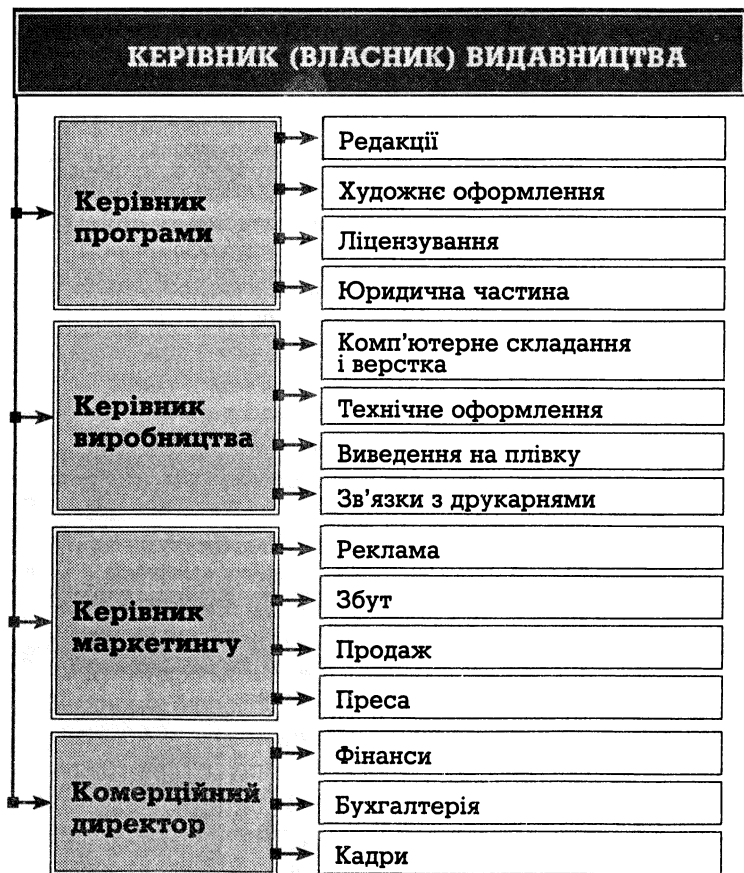 КЕРІВНИК (ВЛАСНИК) ВИДАВНИЦТВА
Керівник
програми
Редакції
Художнє оформлення
Ліцензування
Юридична частина
Керівник
виробництва
Комп'ютерне складання
і верстка
Технічне оформлення
Виведення на плівку
Зв'язки з друкарнями
Керівник
маркетингу
Реклама
Збут
Продаж
Преса
Комерційний
директор
Фінанси
Бухгалтерія
Кадри